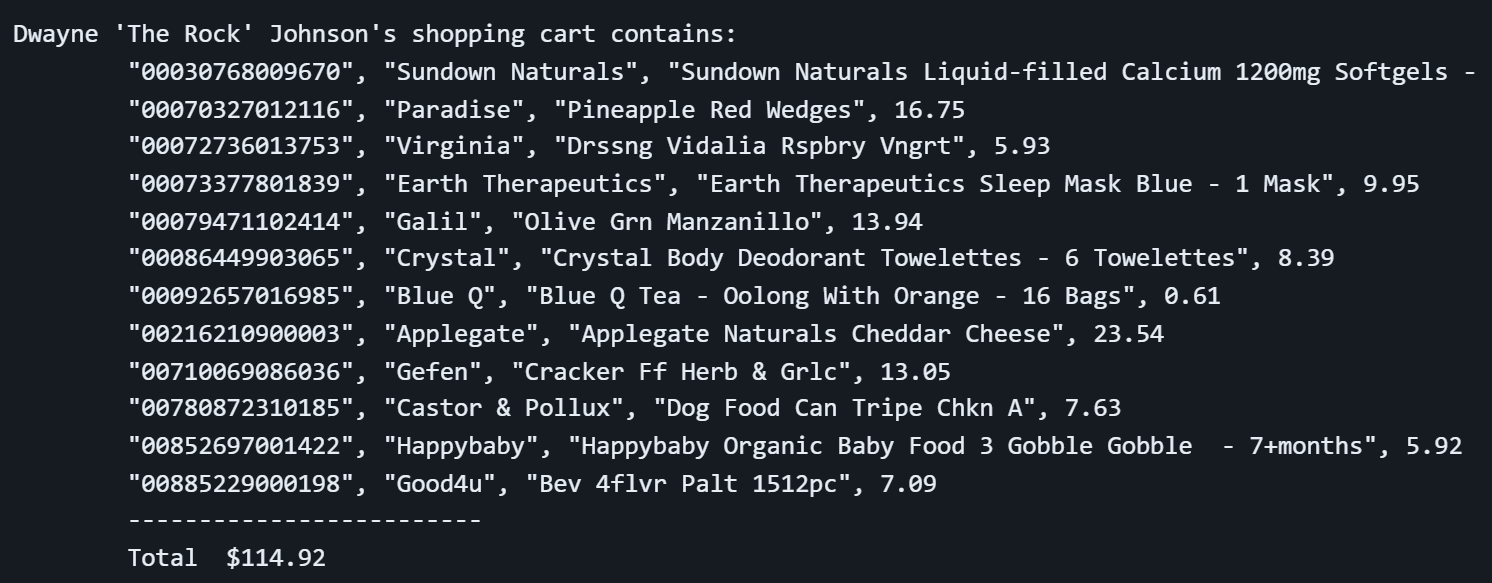 Dwayne 'The Rock' Johnson's shopping cart contains:
"00030768009670", "Sundown Naturals", "Sundown Naturals Liquid-filled Calcium 1200mg Softgels -
"00070327012116", "Paradise", "Pineapple Red Wedges", 16.75
"00072736013753", "Virginia", "Drssng Vidalia Rspbry Vngrt", 5.93
"00073377801839", "Earth Therapeutics", "Earth Therapeutics Sleep Mask Blue - 1 Mask", 9.95
"00079471102414", "Galil", "Olive Grn Manzanillo", 13.94
"00086449903065", "Crystal", "Crystal Body Deodorant Towelettes - 6 Towelettes", 8.39
"00092657016985", "Blue Q", "Blue Q Tea - Oolong With Orange - 16 Bags", 0.61
"00216210900003", "Applegate", "Applegate Naturals Cheddar Cheese", 23.54
"00710069086036", "Gefen", "Cracker Ff Herb & Grlc", 13.05
"00780872310185", "Castor & Pollux", "Dog Food Can Tripe Chkn A", 7.63
"00852697001422", "Happybaby", "Happybaby Organic Baby Food 3 Gobble Gobble  - 7+months", 5.92
"00885229000198", "Good4u", "Bev 4flvr Palt 1512pc", 7.09
-------------------------
Total  $114.92